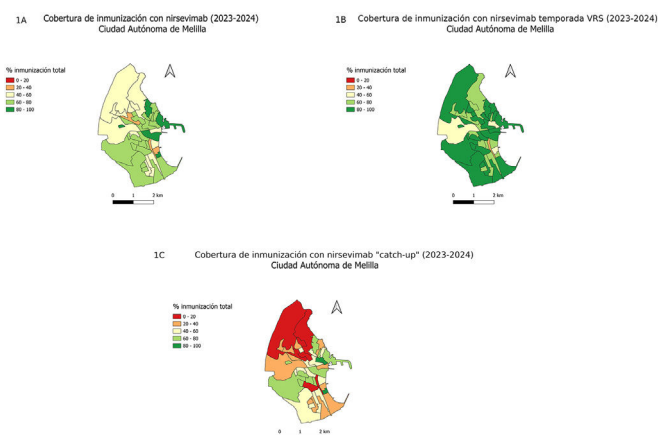 1A Cobertura de inmunización con nirsevimab (2023-2024)
Ciudad Autónoma de Melilla
% inmunización total
0 - 20
20 - 40
40 - 60
60 - 80
80 - 100
0 1 2 km
1B Cobertura de inmunización con nirsevimab temporada VRS (2023-2024)
Ciudad Autónoma de Melilla
% inmunización total
0 - 20
20 - 40
40 - 60
60 - 80
80 - 100
0 1 2 km
1C Cobertura de inmunización con nirsevimab "catch-up" (2023-2024)
Ciudad Autónoma de Melilla
% inmunización total
0 - 20
20 - 40
40 - 60
60 - 80
80 - 100
0 1 2 km